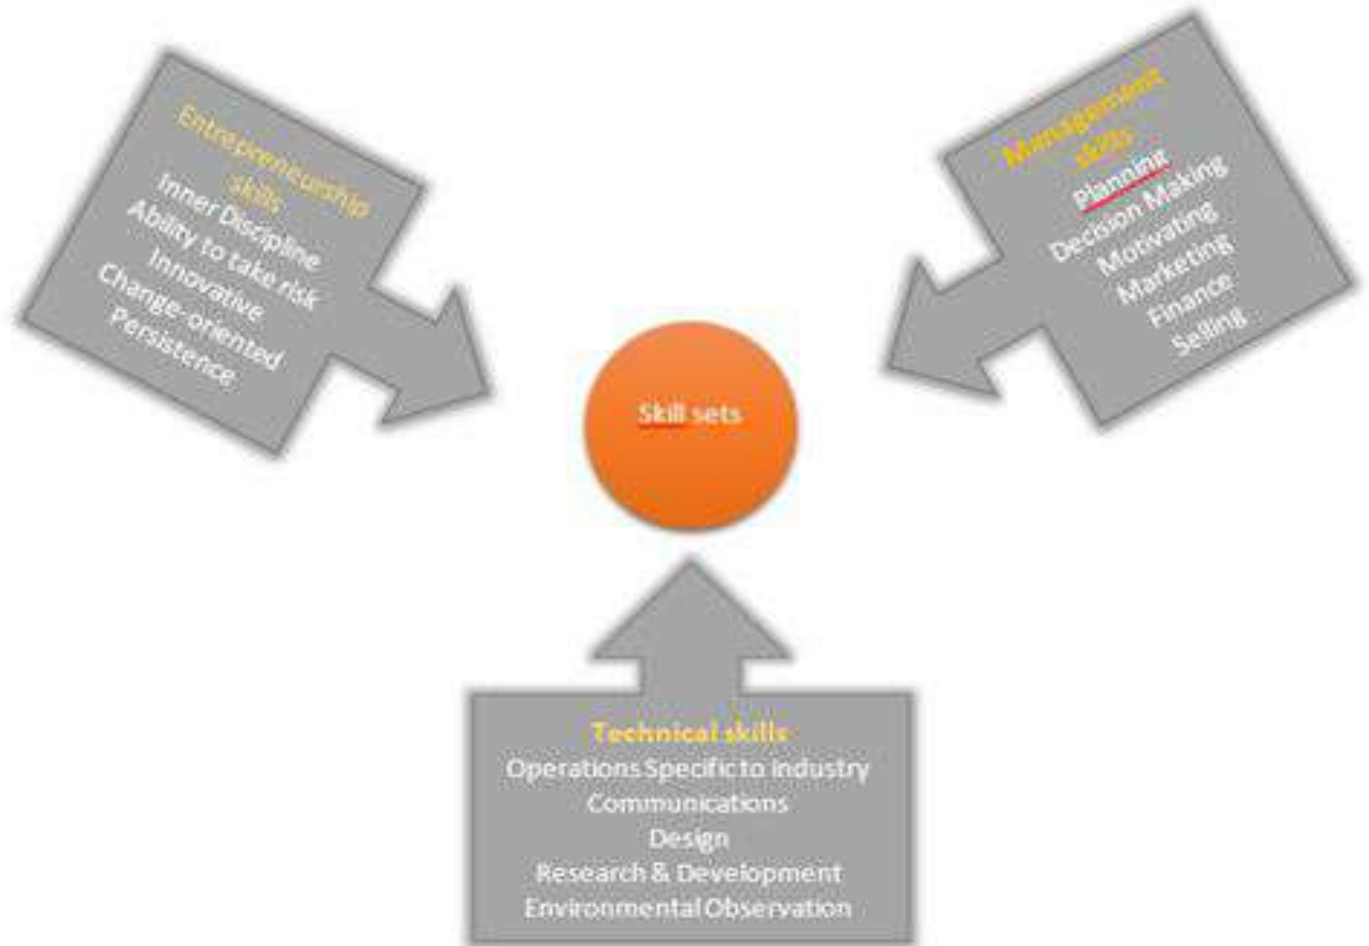 Entrepreneurship
skills
Inner Discipline
Ability to take risk
Innovative
Change-oriented
Persistence
Management
skills
Planning
Decision Making
Motivating
Marketing
Finance
Selling
Skill sets
Technical skills
Operations Specific to Industry
Communications
Design
Research & Development
Environmental Observation